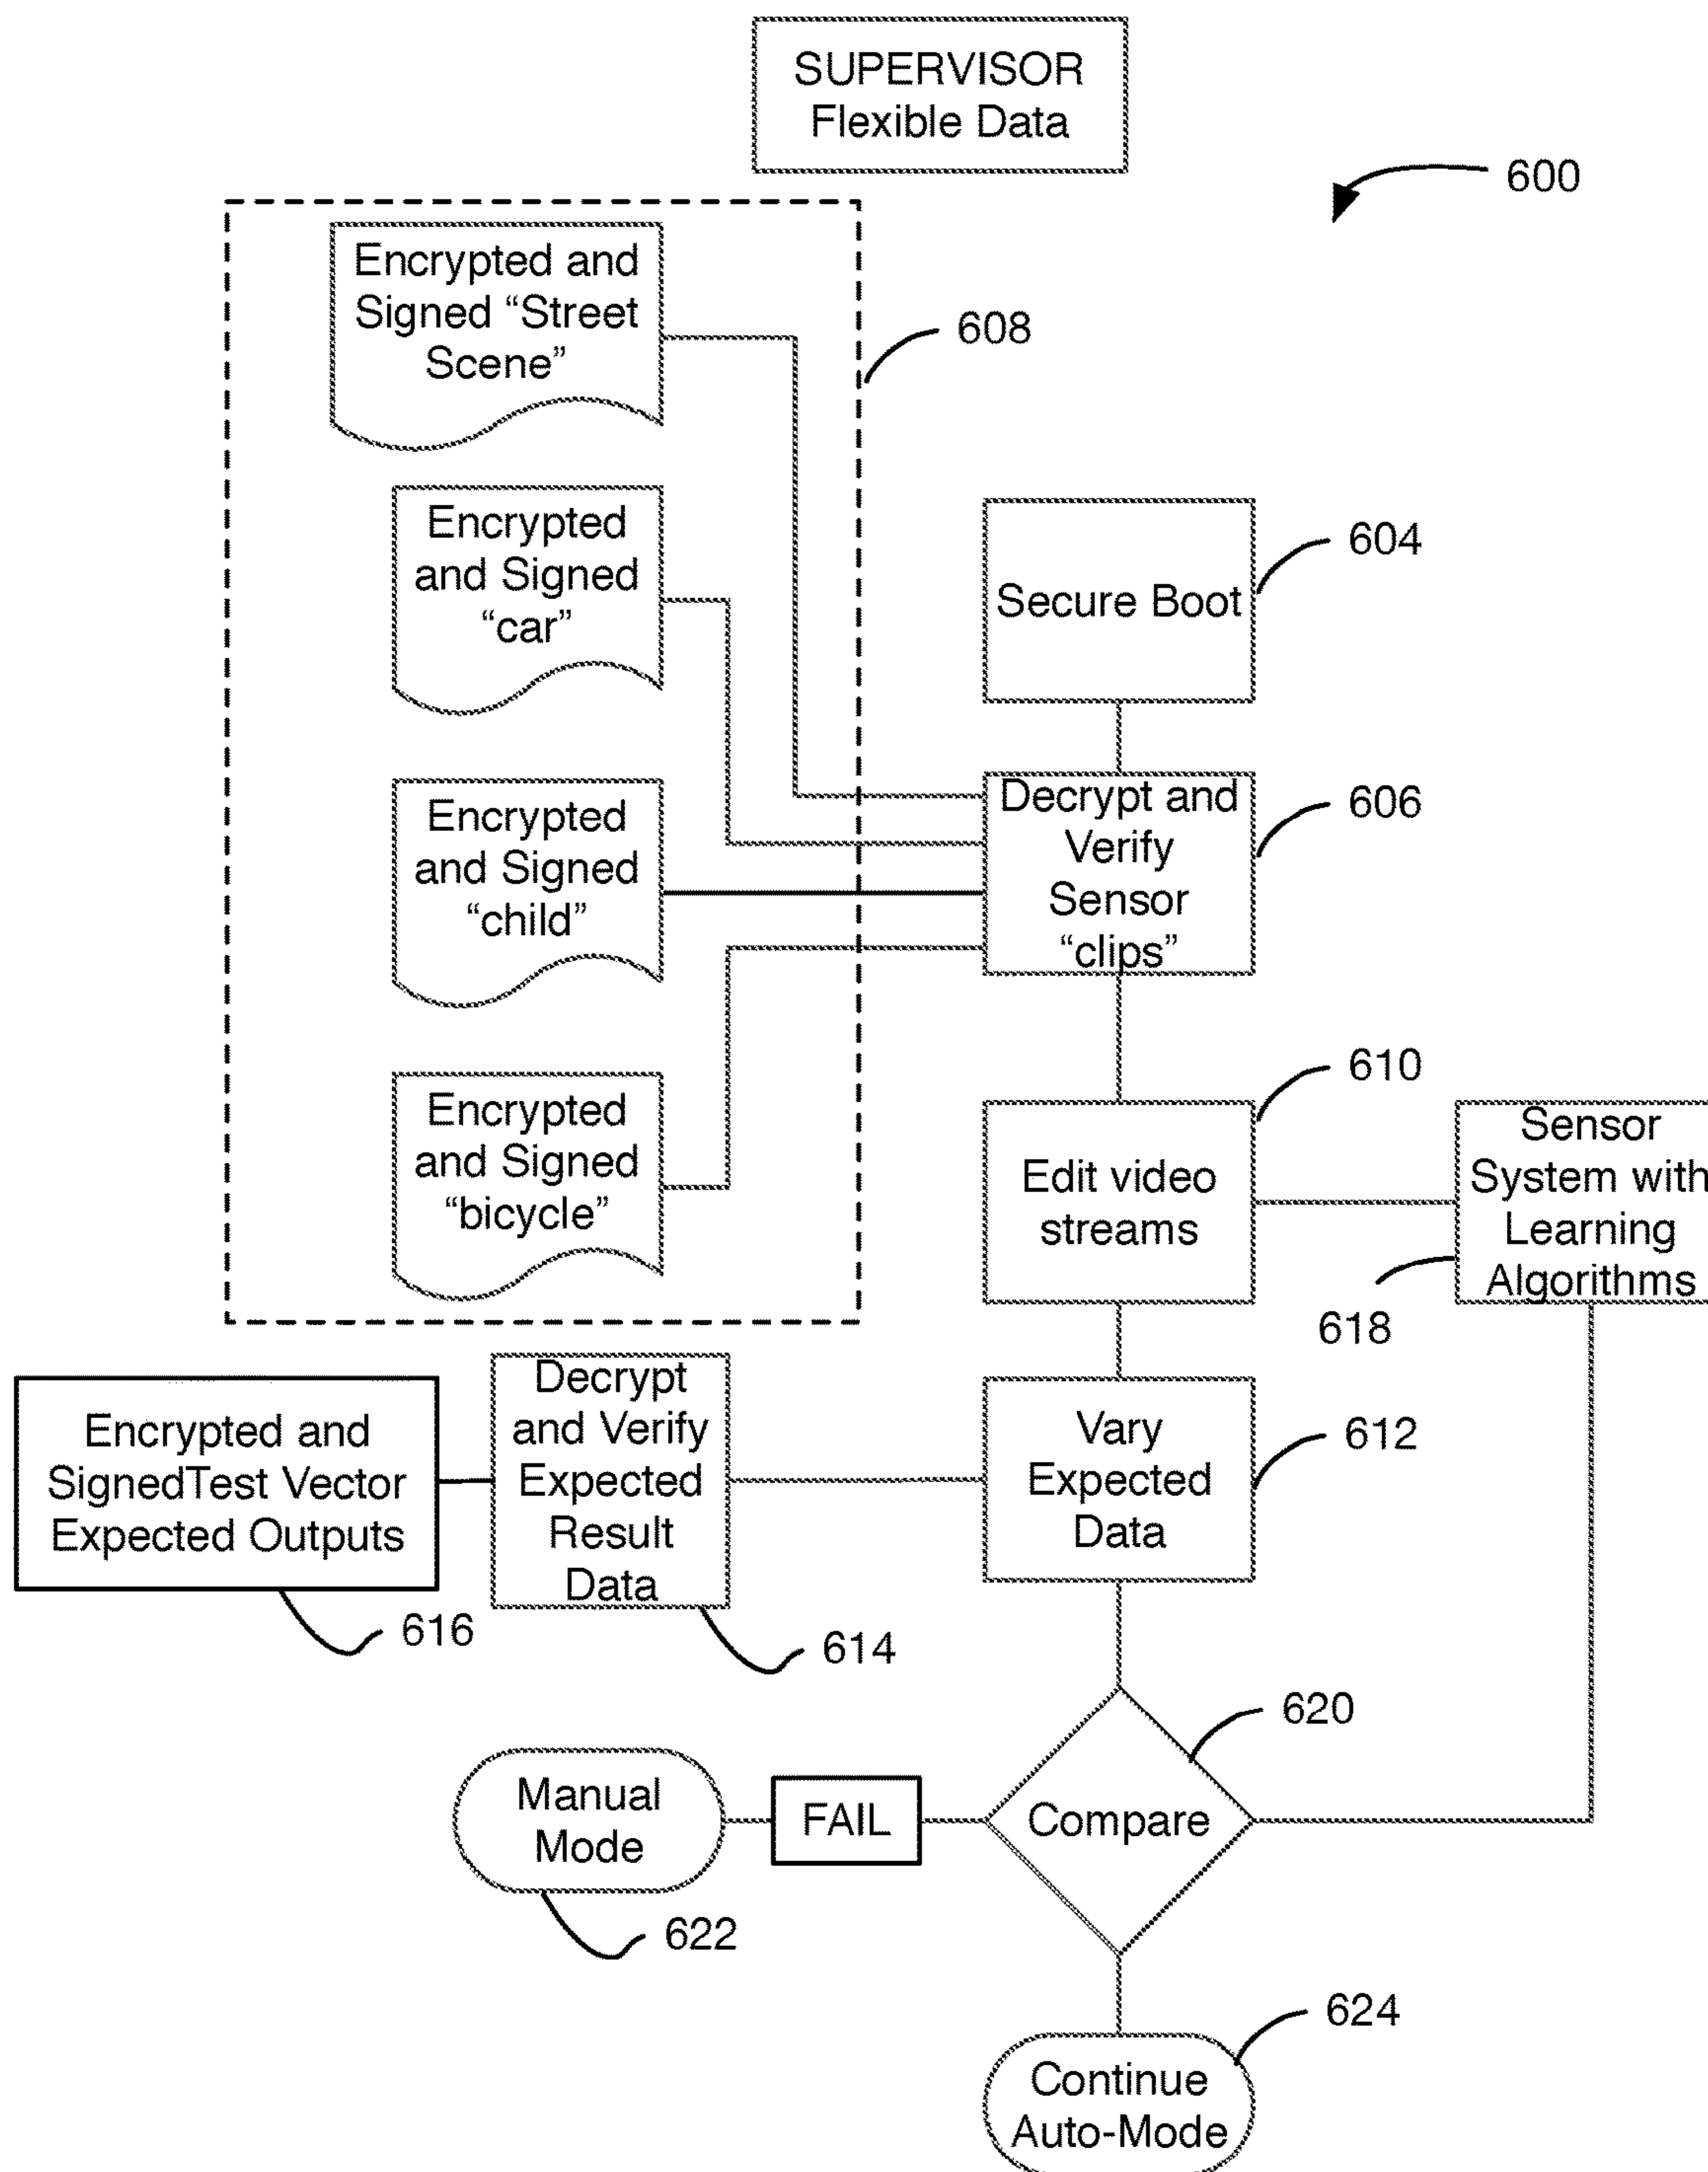 SUPERVISOR
Flexible Data
600
Encrypted and
Signed “Street
Scene”
608
Encrypted
and Signed
“car”
Secure Boot
604
Encrypted
and Signed
“child”
Decrypt and
Verify
Sensor
“clips”
606
Encrypted
and Signed
“bicycle”
Edit video
streams
610
Sensor
System with
Learning
Algorithms
618
Encrypted and
SignedTest Vector
Expected Outputs
616
Decrypt
and Verify
Expected
Result
Data
614
Vary
Expected
Data
612
Manual
Mode
622
FAIL
Compare
620
Continue
Auto-Mode
624